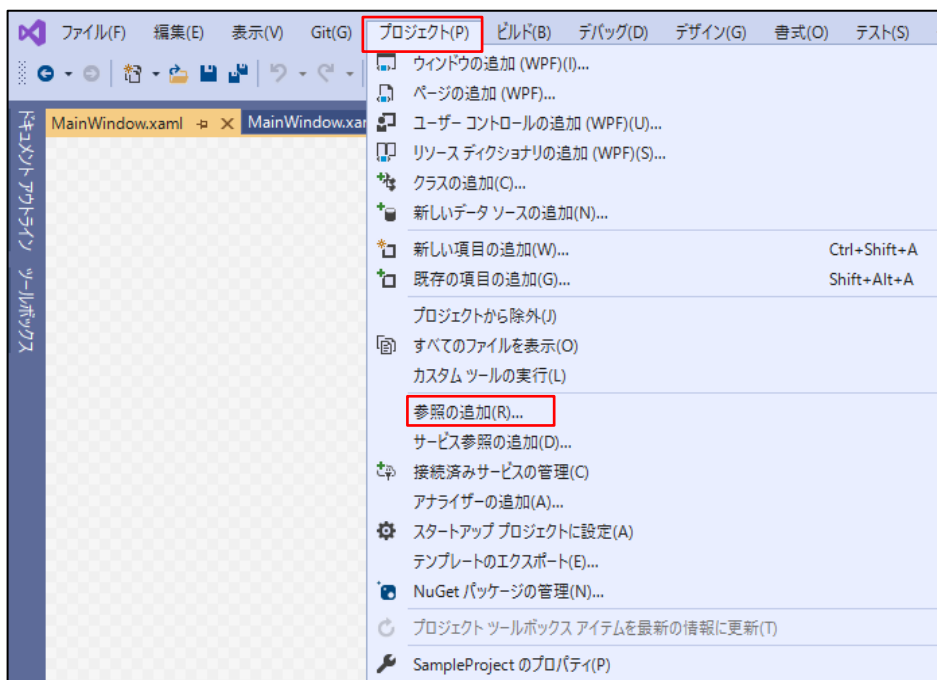 ファイル(F) 編集(E) 表示(V) Git(G) プロジェクト(P) ビルド(B) デバッグ(D) デザイン(G) 書式(O) テスト(S)
MainWindow.xaml MainWindow.xar
ドキュメント アウトライン
ツールボックス
ウィンドウの追加 (WPF)(I)...
ページの追加 (WPF)...
ユーザー コントロールの追加 (WPF)(U)...
リソース ディクショナリの追加 (WPF)(S)...
クラスの追加(C)...
新しいデータ ソースの追加(N)...
新しい項目の追加(W)... Ctrl+Shift+A
既存の項目の追加(G)... Shift+Alt+A
プロジェクトから除外(J)
すべてのファイルを表示(O)
カスタム ツールの実行(L)
参照の追加(R)...
サービス参照の追加(D)...
接続済みサービスの管理(C)
アナライザーの追加(A)...
スタートアップ プロジェクトに設定(A)
テンプレートのエクスポート(E)...
NuGet パッケージの管理(N)...
プロジェクト ツールボックス アイテムを最新の情報に更新(T)
SampleProject のプロパティ(P)